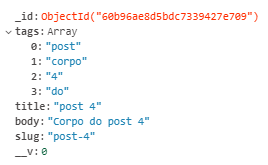 _id: ObjectId("60b96ae8d5bdc7339427e709")
tags: Array
0: "post"
1: "corpo"
2: "4"
3: "do"
title: "post 4"
body: "Corpo do post 4"
slug: "post-4"
__v: 0